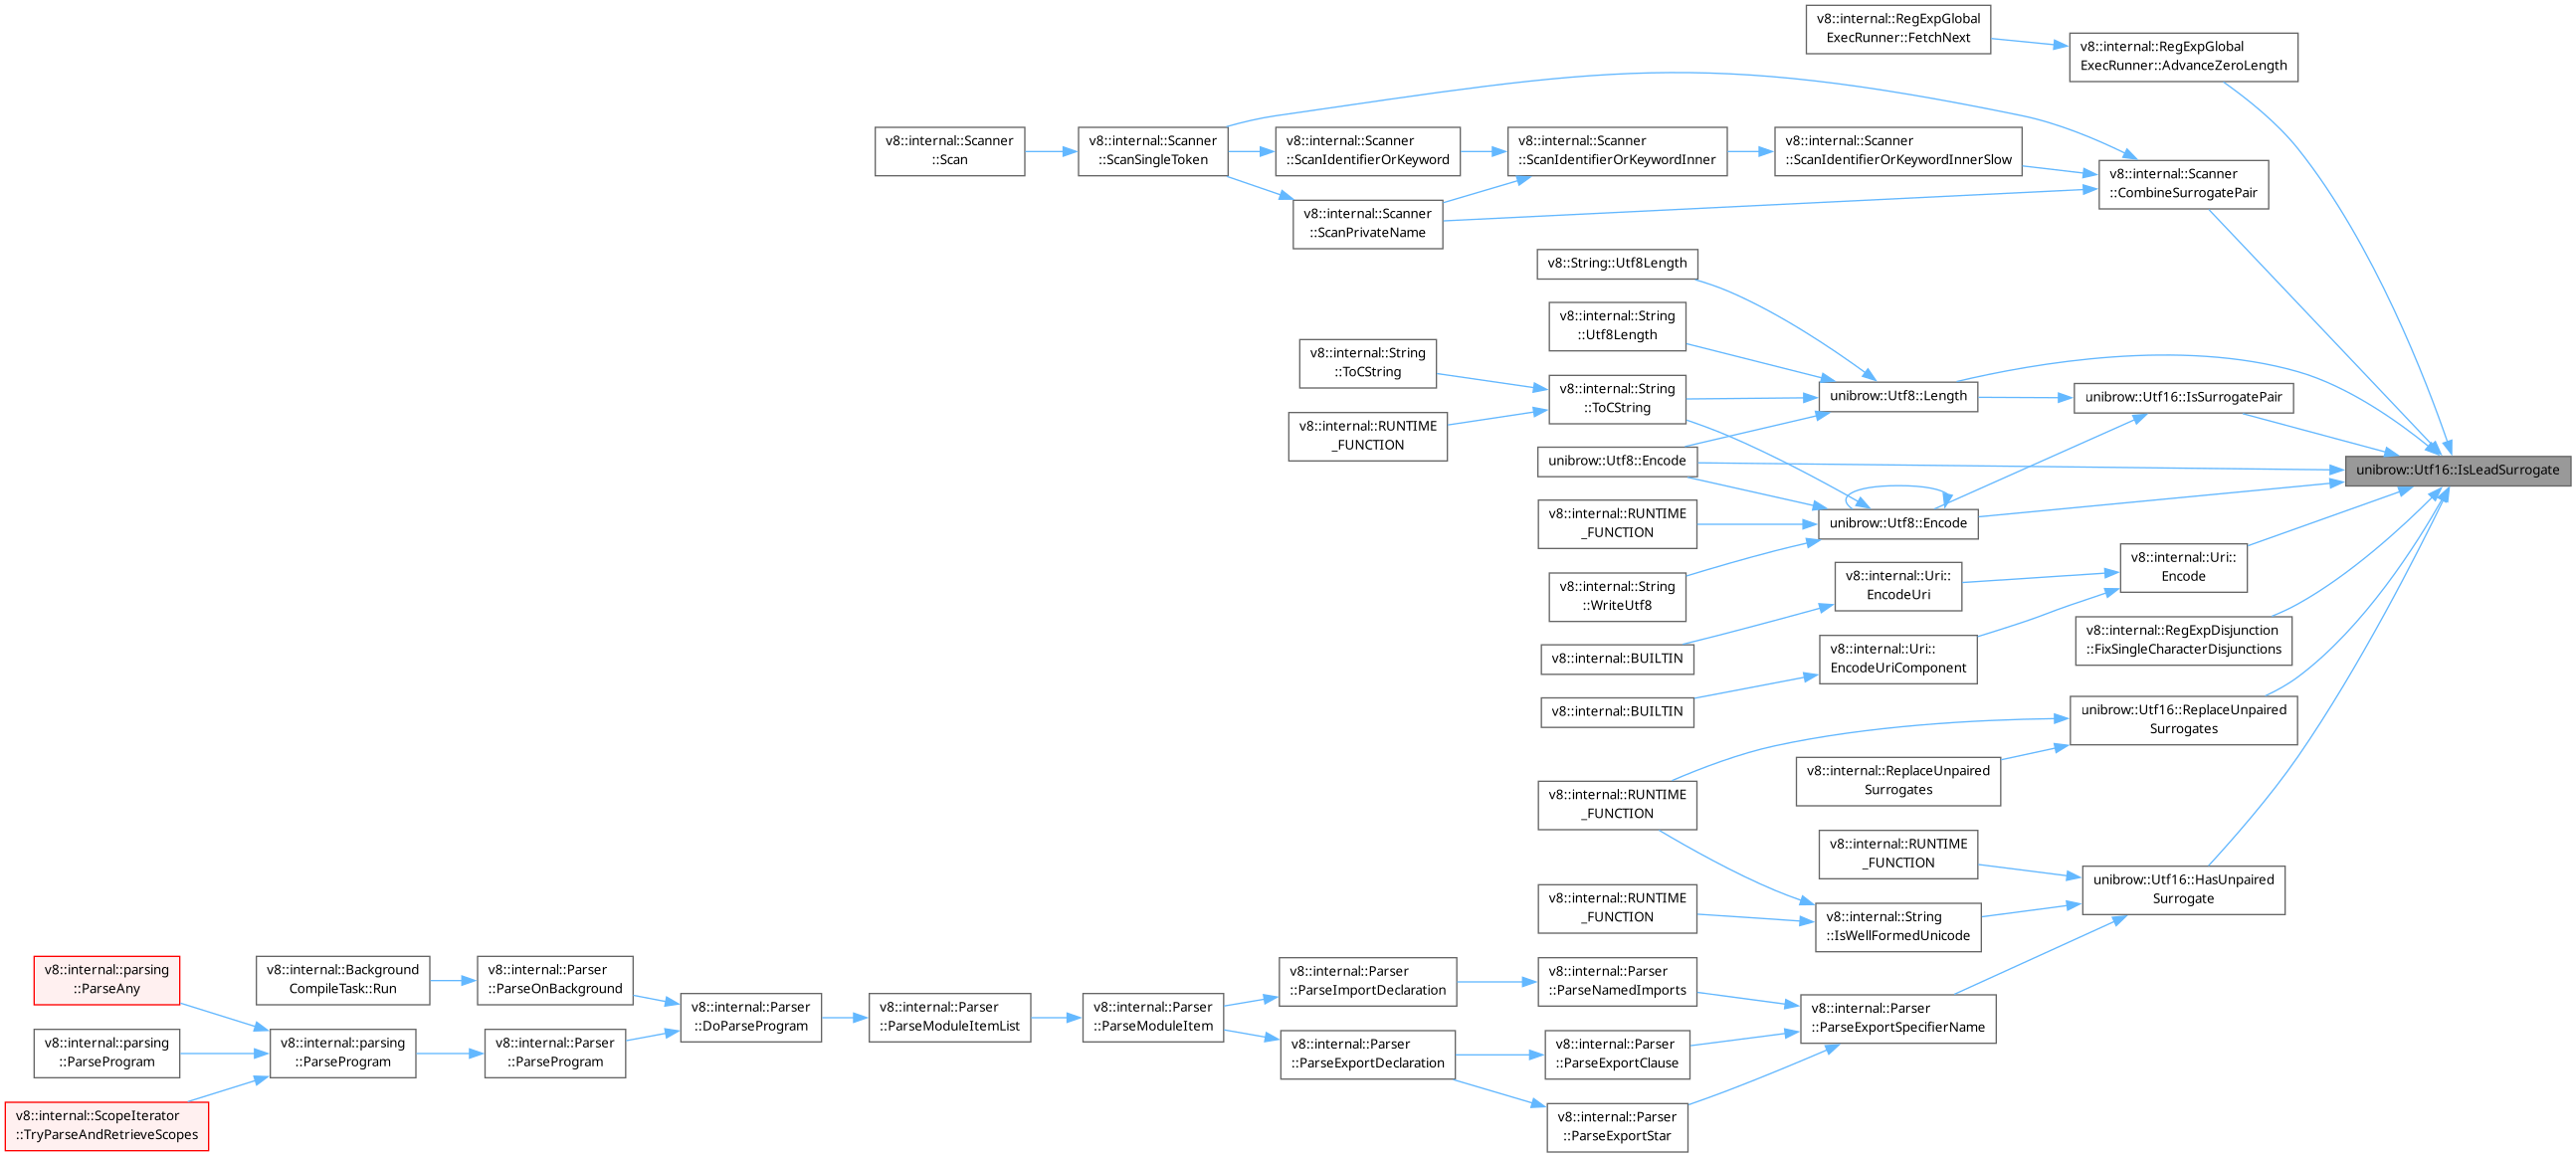 v8::internal::RegExpGlobal
ExecRunner::FetchNext
v8::internal::RegExpGlobal
ExecRunner::AdvanceZeroLength
v8::internal::Scanner
::Scan
v8::internal::Scanner
::ScanSingleToken
v8::internal::Scanner
::ScanIdentifierOrKeyword
v8::internal::Scanner
::ScanIdentifierOrKeywordInner
v8::internal::Scanner
::ScanIdentifierOrKeywordInnerSlow
v8::internal::Scanner
::CombineSurrogatePair
v8::internal::Scanner
::ScanPrivateName
v8::String::Utf8Length
v8::internal::String
::Utf8Length
v8::internal::String
::ToCString
v8::internal::String
::ToCString
unibrow::Utf8::Length
unibrow::Utf16::IsSurrogatePair
v8::internal::RUNTIME
_FUNCTION
unibrow::Utf8::Encode
unibrow::Utf16::IsLeadSurrogate
v8::internal::RUNTIME
_FUNCTION
unibrow::Utf8::Encode
v8::internal::String
::WriteUtf8
v8::internal::Uri::
EncodeUri
v8::internal::Uri::
Encode
v8::internal::BUILTIN
v8::internal::Uri::
EncodeUriComponent
v8::internal::RegExpDisjunction
::FixSingleCharacterDisjunctions
v8::internal::BUILTIN
unibrow::Utf16::ReplaceUnpaired
Surrogates
v8::internal::ReplaceUnpaired
Surrogates
v8::internal::RUNTIME
_FUNCTION
v8::internal::RUNTIME
_FUNCTION
unibrow::Utf16::HasUnpaired
Surrogate
v8::internal::RUNTIME
_FUNCTION
v8::internal::String
::IsWellFormedUnicode
v8::internal::parsing
::ParseAny
v8::internal::Background
CompileTask::Run
v8::internal::Parser
::ParseOnBackground
v8::internal::Parser
::DoParseProgram
v8::internal::Parser
::ParseModuleItemList
v8::internal::Parser
::ParseModuleItem
v8::internal::Parser
::ParseImportDeclaration
v8::internal::Parser
::ParseNamedImports
v8::internal::Parser
::ParseExportSpecifierName
v8::internal::parsing
::ParseProgram
v8::internal::parsing
::ParseProgram
v8::internal::Parser
::ParseProgram
v8::internal::Parser
::ParseExportDeclaration
v8::internal::Parser
::ParseExportClause
v8::internal::ScopeIterator
::TryParseAndRetrieveScopes
v8::internal::Parser
::ParseExportStar